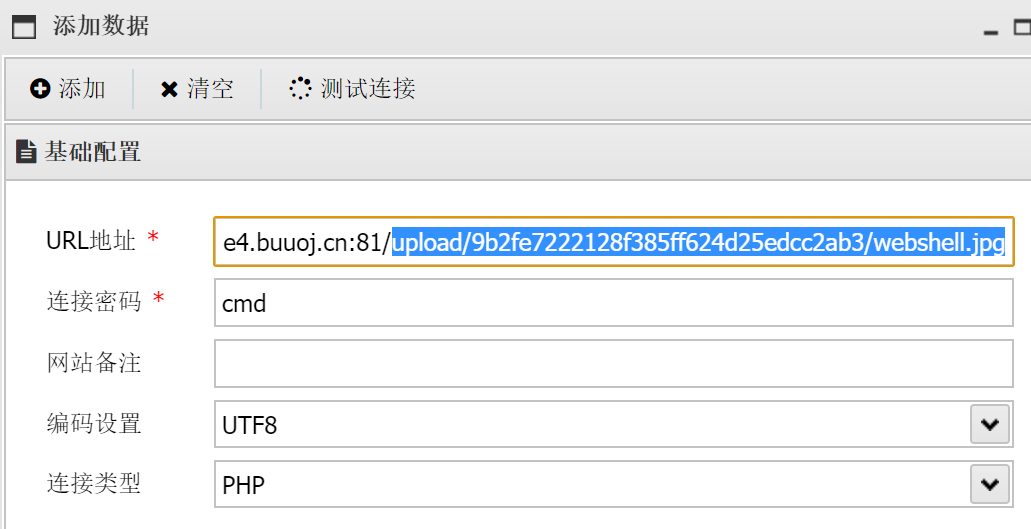 添加数据
添加 清空 测试连接
基础配置
URL地址 * e4.buuoj.cn:81/upload/9b2fe7222128f385ff624d25edcc2ab3/webshell.jpg
连接密码 * cmd
网站备注
编码设置 UTF8
连接类型 PHP